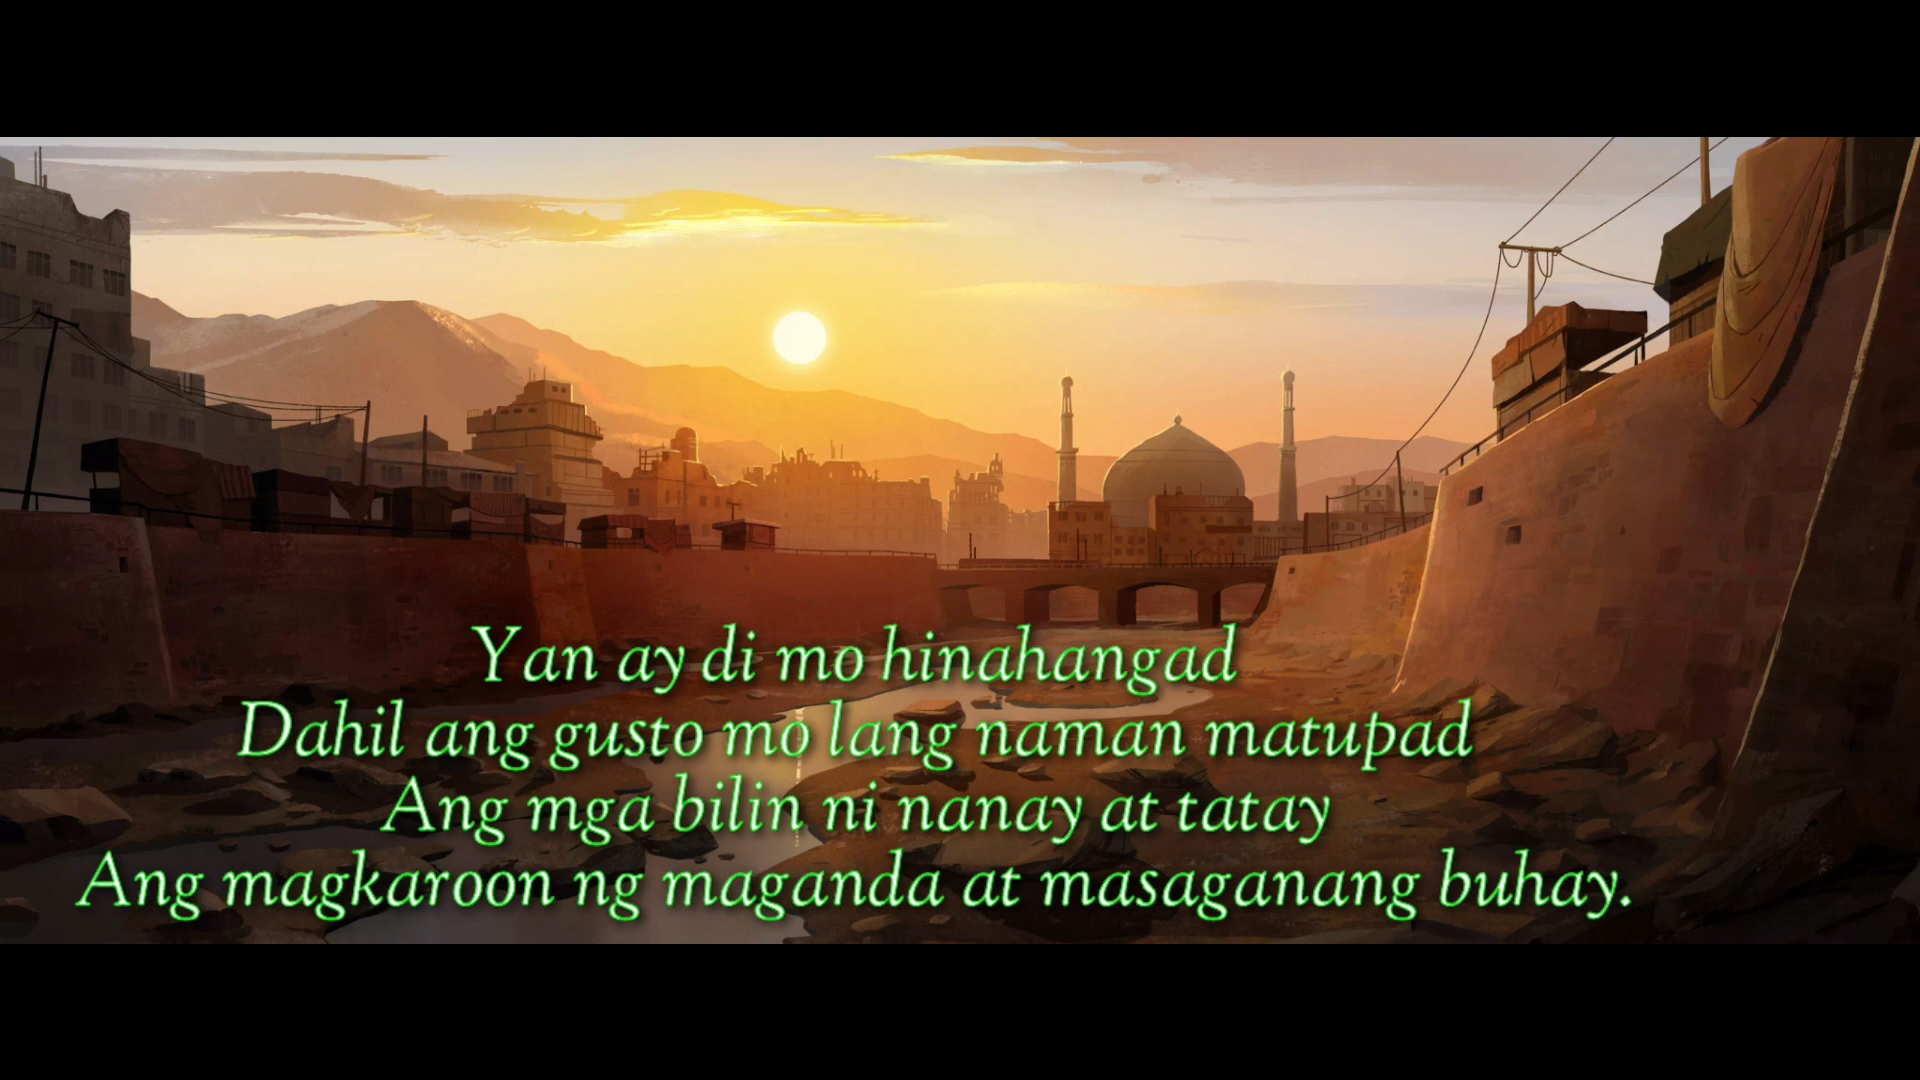 Yan ay di mo hinahangad
Dahil ang gusto mo lang naman matupad
Ang mga bilin ni nanay at tatay
Ang magkaroon ng maganda at masaganang buhay.